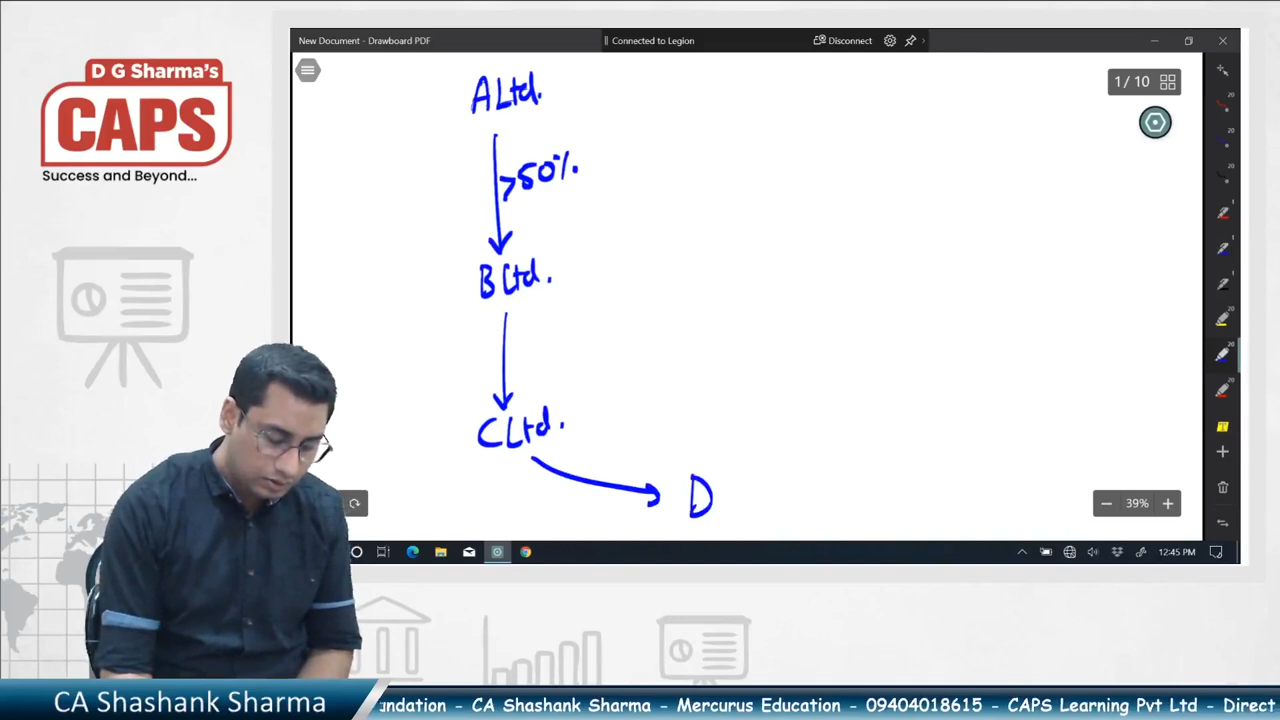 D G Sharma's
CAPS
Success and Beyond...
New Document - Drawboard PDF
Connected to Legion
Disconnect
1 / 10
A Ltd.
>50%.
B Ltd.
C Ltd.
D
39%
12:45 PM
CA Shashank Sharma
undation - CA Shashank Sharma - Mercurus Education - 09404018615 - CAPS Learning Pvt Ltd - Direct